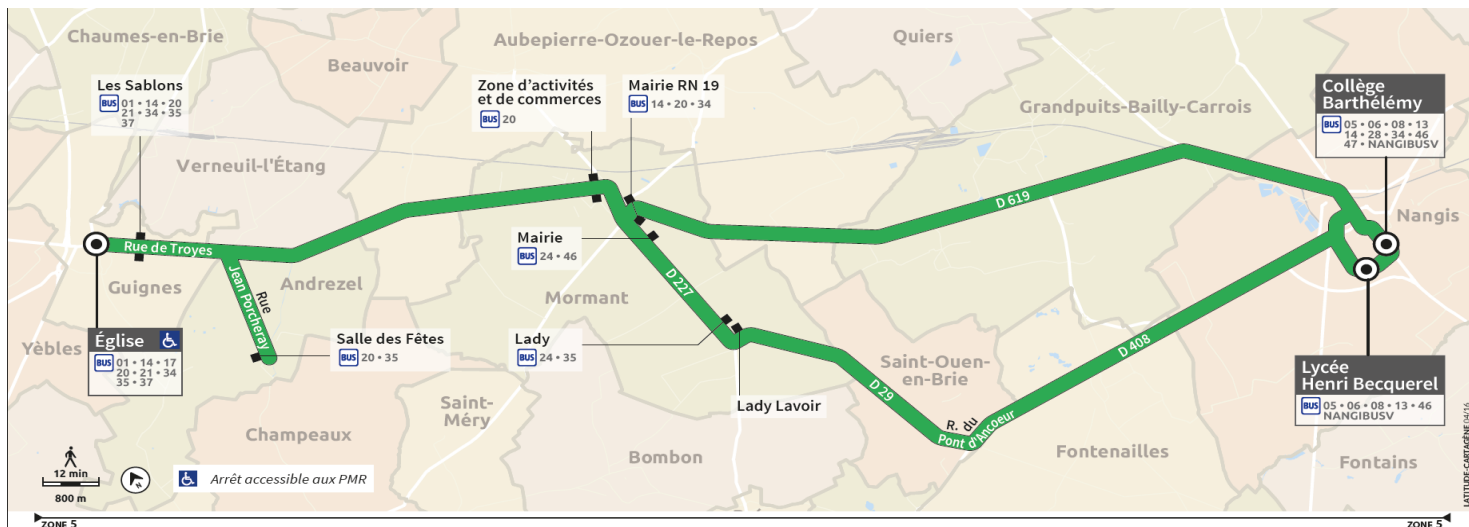 Chaumes-en-Brie
Beauvoir
Aubepierre-Ozouer-le-Repos
Quiers
Les Sablons
BUS 01 • 14 • 20
21 • 34 • 35
37
Zone d'activités
et de commerces
BUS 20
Mairie RN 19
BUS 14 • 20 • 34
Grandpuits-Bailly-Carrois
Collège
Barthélémy
BUS 05 • 06 • 08 • 13
14 • 28 • 34 • 46
47 • NANGIBUSV
Verneuil-l'Étang
D 619
Nangis
Rue de Troyes
Mairie
BUS 24 • 46
Guignes
Andrezel
Rue
Jean Porcheray
D 227
Mormant
Yèbles
Église
BUS 01 • 14 • 17
20 • 21 • 34
35 • 37
Salle des Fêtes
BUS 20 • 35
Lady
BUS 24 • 35
D 408
Saint-Ouen-
en-Brie
D 29
Lycée
Henri Becquerel
BUS 05 • 06 • 08 • 13 • 46
NANGIBUSV
Saint-
Méry
Lady Lavoir
R. du
Pont d'Ancoeur
Champeaux
Bombon
Fontenailles
Fontains
12 min
800 m
N
Arrêt accessible aux PMR
LATITUDE-CARTAGÈNE 04/16
ZONE 5
ZONE 5